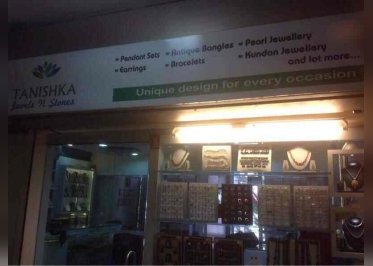 TANISHKA
Jewels 'N Stones
Pendant Sets
Earrings
Antique Bangles
Bracelets
Pearl Jewellery
Kundan Jewellery
and lot more...
Unique design for every occasion